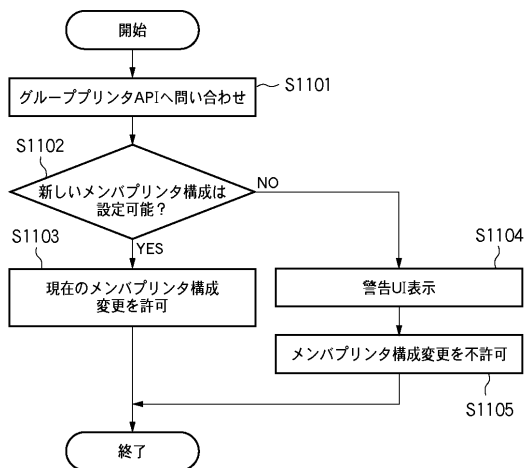 開始
グループプリンタAPIへ問い合わせ
S1101
S1102
新しいメンバプリンタ構成は
設定可能？
NO
YES
S1103
現在のメンバプリンタ構成
変更を許可
S1104
警告UI表示
メンバプリンタ構成変更を不許可
S1105
終了